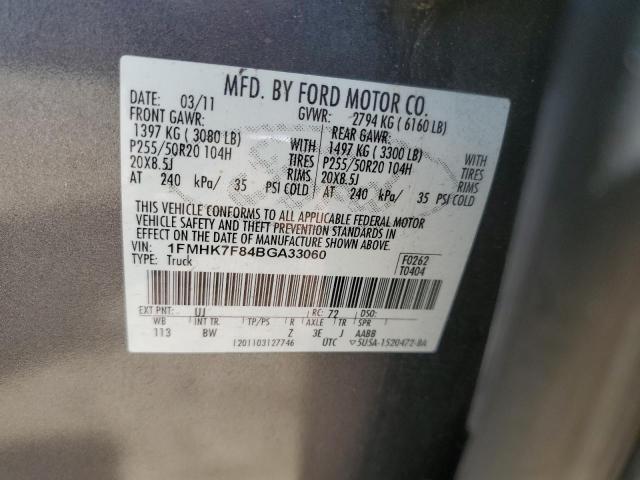 MFD. BY FORD MOTOR CO.
DATE: 03/11 GVWR: 2794 KG ( 6160 LB)
FRONT GAWR: REAR GAWR:
1397 KG ( 3080 LB) WITH 1497 KG ( 3300 LB) WITH
P255/50R20 104H TIRES P255/50R20 104H TIRES
20X8.5J RIMS 20X8.5J RIMS
AT 240 kPa/ 35 PSI COLD AT 240 kPa/ 35 PSI COLD
THIS VEHICLE CONFORMS TO ALL APPLICABLE FEDERAL MOTOR
VEHICLE SAFETY AND THEFT PREVENTION STANDARDS IN
EFFECT ON THE DATE OF MANUFACTURE SHOWN ABOVE.
VIN: 1FMHK7F84BGA33060 F0262
TYPE: Truck T0404
EXT PNT: UJ RC: 72 DSO:
WB INT TR. TP/PS R AXLE TR SPR
113 BW Z 3E J AABB
UTC ▽5U5A-1520472-BA